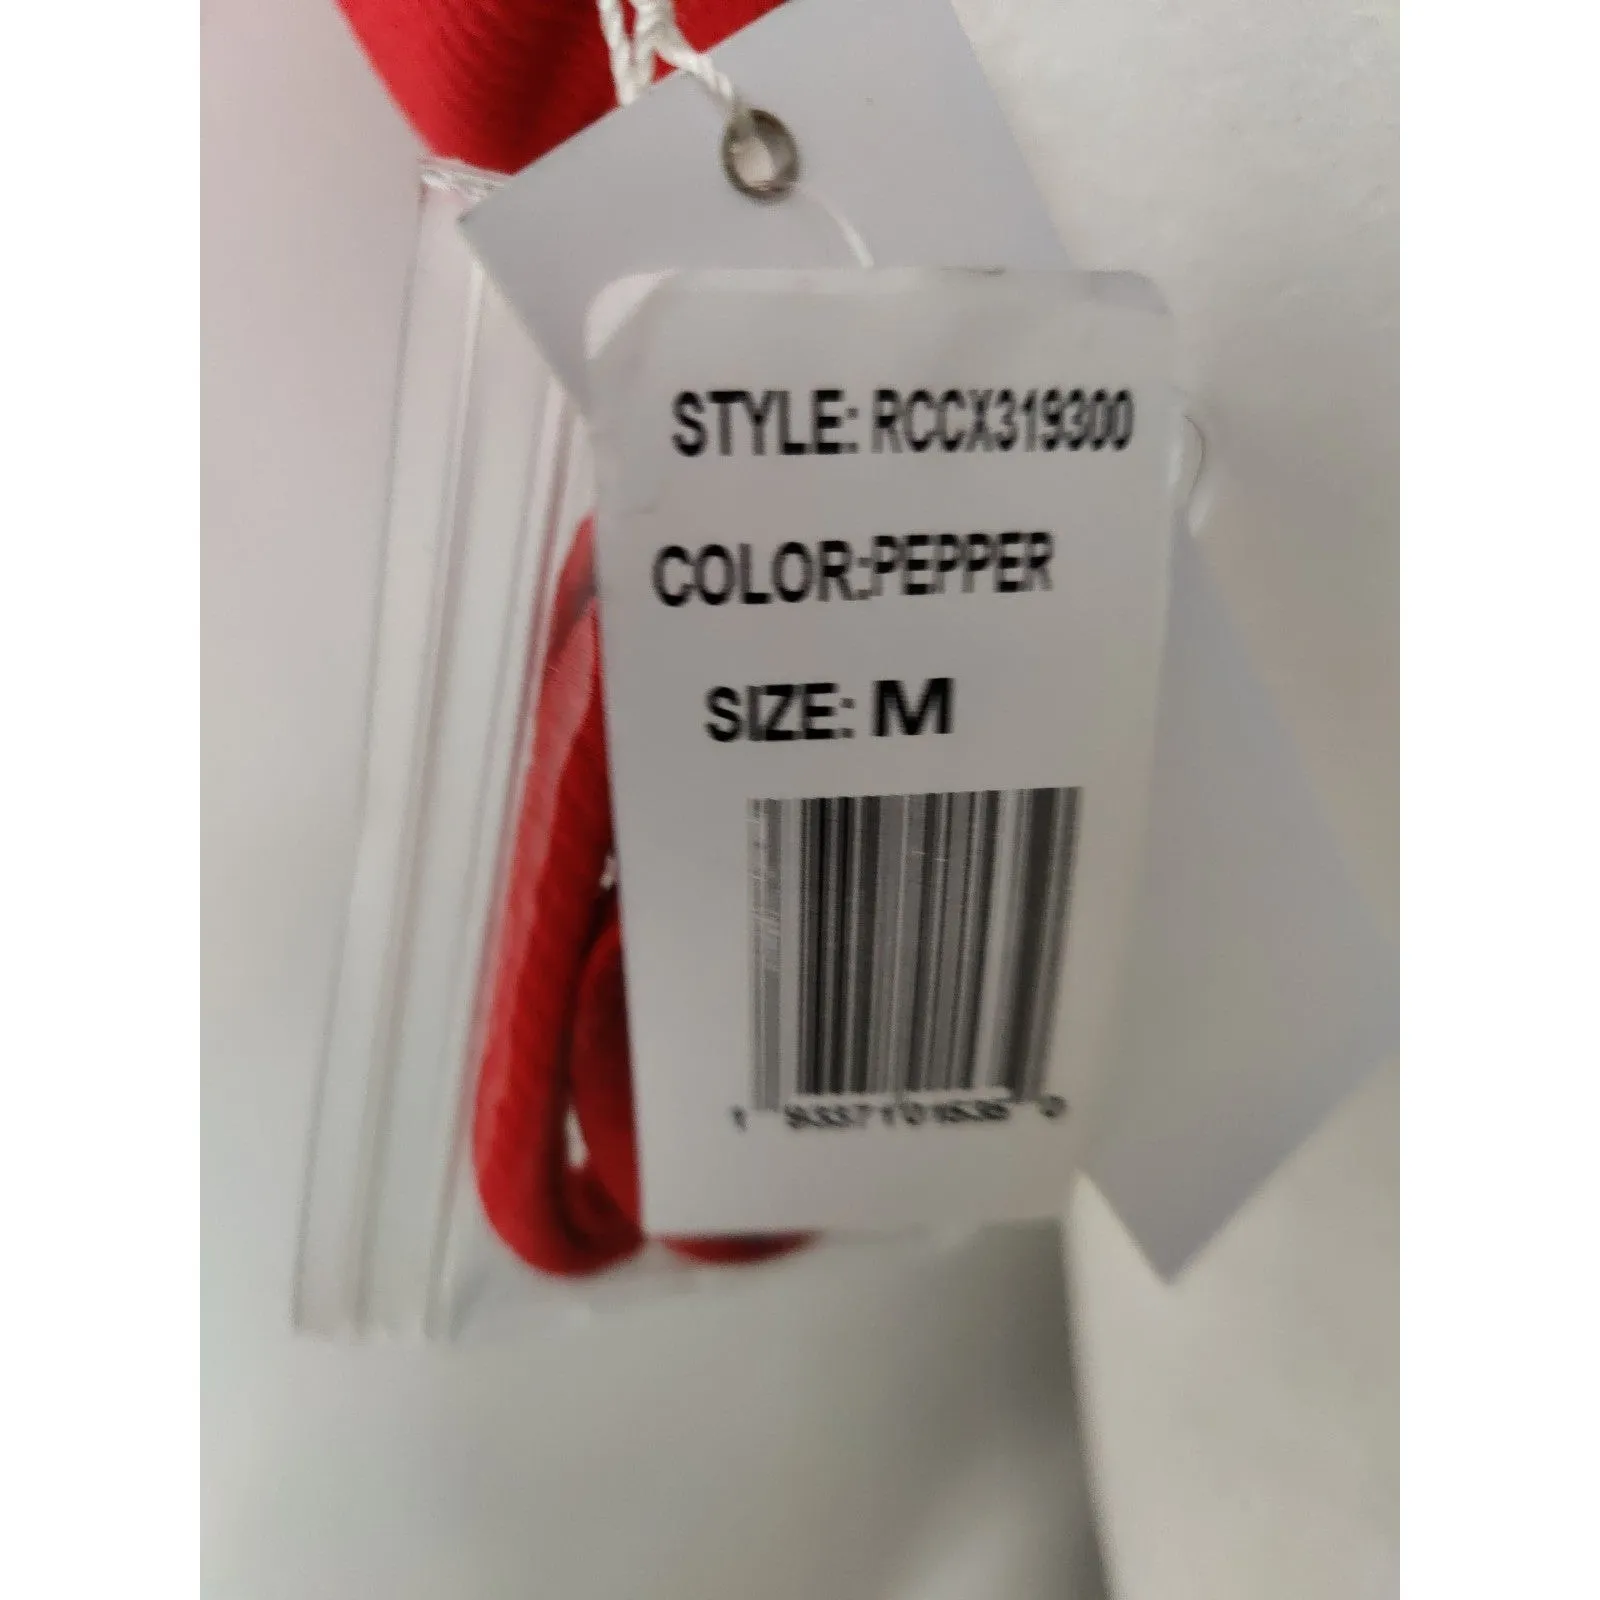 STYLE: RCCX319300
COLOR:PEPPER
SIZE: M